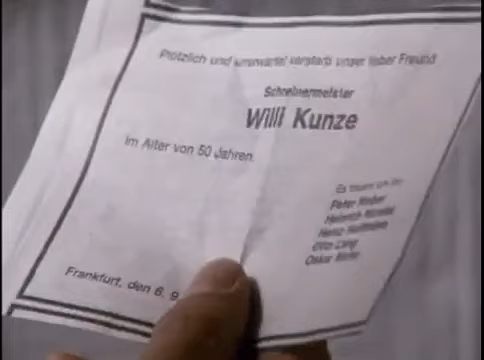 Plötzlich und unerwartet verstarb unser lieber Freund
Schreinermeister
Willi Kunze
im Alter von 50 Jahren.
Es trauern um ihn
Peter
Heinrich
Heinz
Otto Lang
Oskar
Frankfurt, den 6. 9